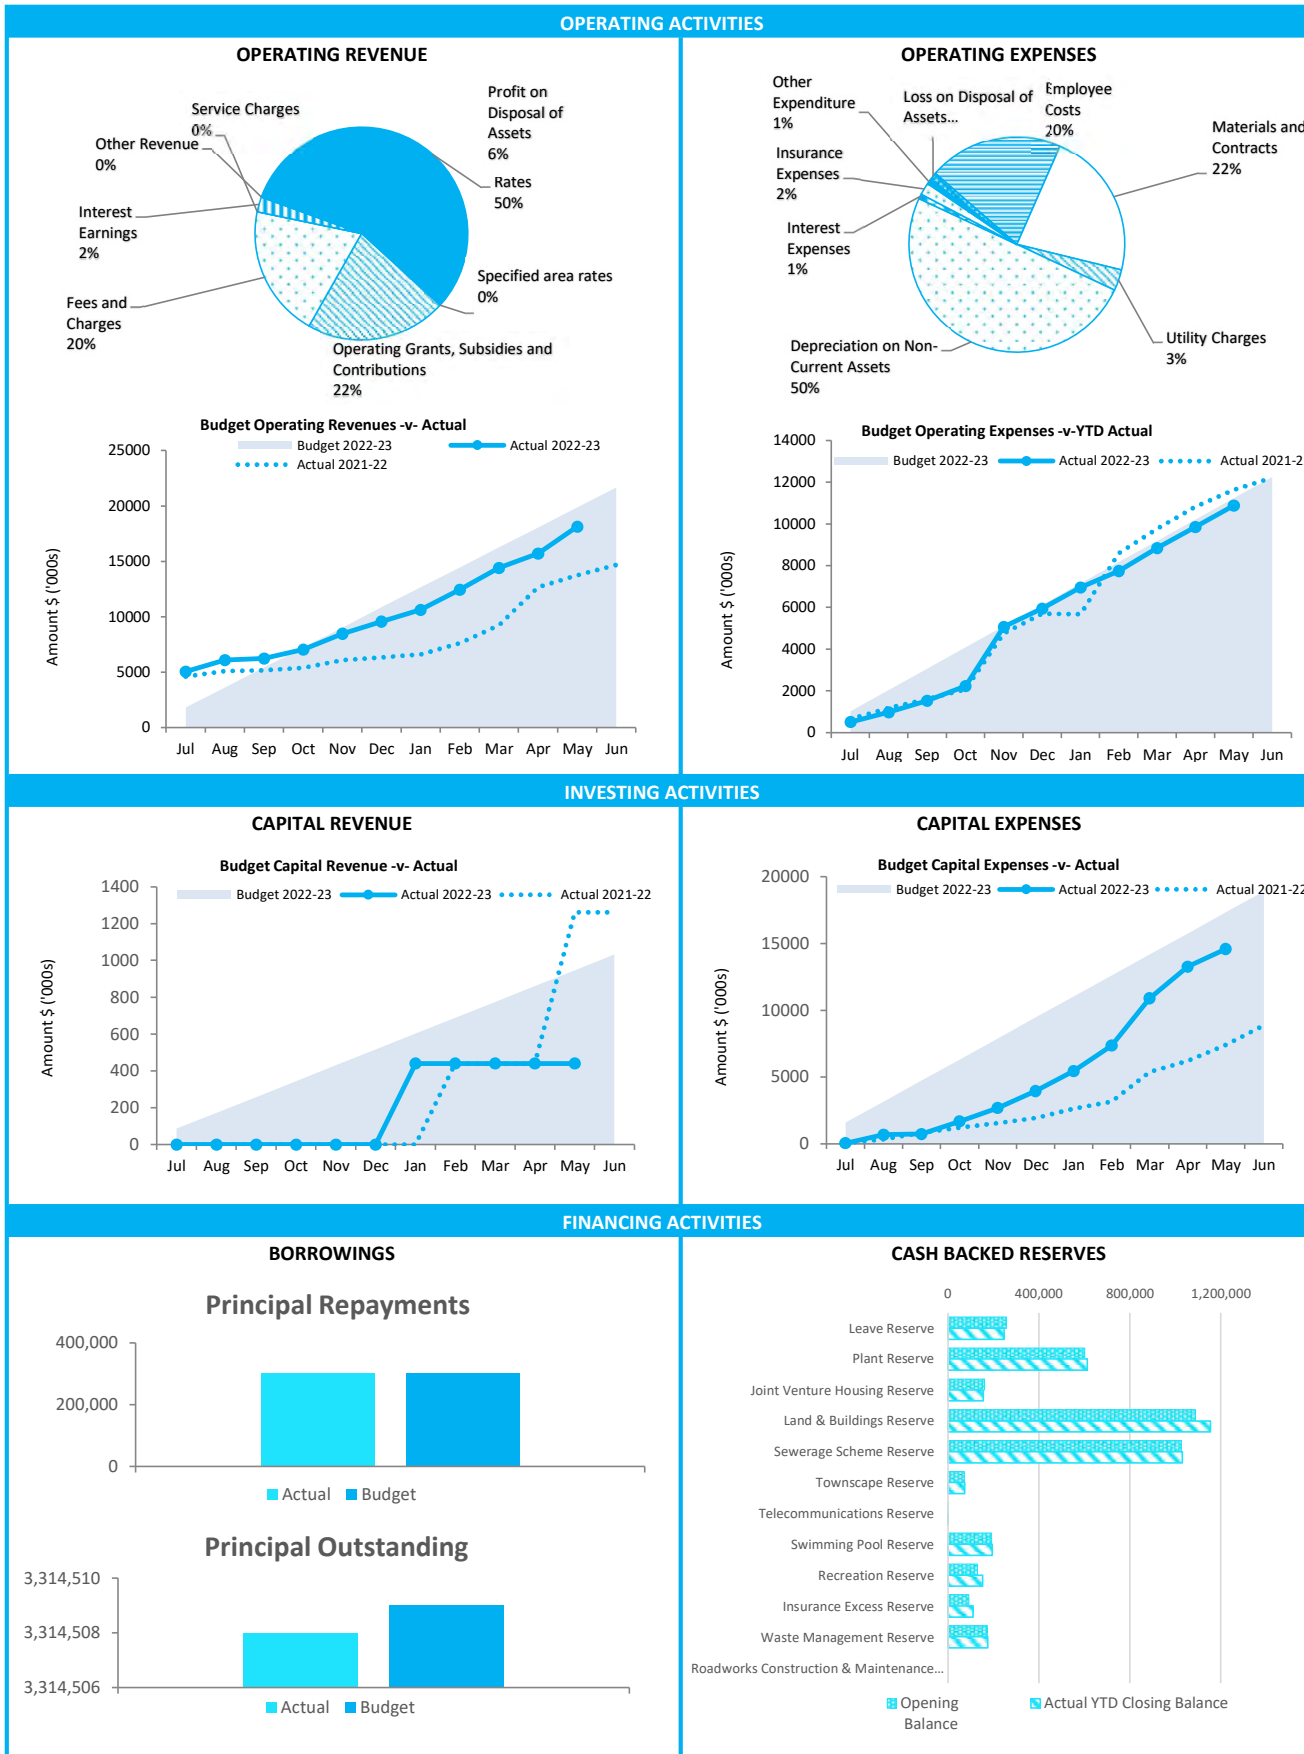 OPERATING ACTIVITIES
OPERATING REVENUE
Profit on
Disposal of
Assets
6%
Service Charges
0%
Other Revenue
0%
Rates
50%
Interest
Earnings
2%
Specified area rates
0%
Fees and
Charges
20%
Operating Grants, Subsidies and
Contributions
22%
OPERATING EXPENSES
Other
Expenditure
1%
Loss on Disposal of
Assets...
Employee
Costs
20%
Materials and
Contracts
22%
Insurance
Expenses
2%
Interest
Expenses
1%
Utility Charges
3%
Depreciation on Non-
Current Assets
50%
Budget Operating Revenues -v- Actual
Budget 2022-23
Actual 2022-23
Actual 2021-22
25000
20000
15000
10000
5000
0
Amount $ ('000s)
Jul Aug Sep Oct Nov Dec Jan Feb Mar Apr May Jun
Budget Operating Expenses -v-YTD Actual
Budget 2022-23
Actual 2022-23
Actual 2021-2
14000
12000
10000
8000
6000
4000
2000
0
Amount $ ('000s)
Jul Aug Sep Oct Nov Dec Jan Feb Mar Apr May Jun
INVESTING ACTIVITIES
CAPITAL REVENUE
Budget Capital Revenue -v- Actual
Budget 2022-23
Actual 2022-23
Actual 2021-22
1400
1200
1000
800
600
400
200
0
Amount $ ('000s)
Jul Aug Sep Oct Nov Dec Jan Feb Mar Apr May Jun
CAPITAL EXPENSES
Budget Capital Expenses -v- Actual
Budget 2022-23
Actual 2022-23
Actual 2021-22
20000
15000
10000
5000
0
Amount $ ('000s)
Jul Aug Sep Oct Nov Dec Jan Feb Mar Apr May Jun
FINANCING ACTIVITIES
BORROWINGS
Principal Repayments
400,000
200,000
0
Actual
Budget
Principal Outstanding
3,314,510
3,314,508
3,314,506
Actual
Budget
CASH BACKED RESERVES
0 400,000 800,000 1,200,000
Leave Reserve
Plant Reserve
Joint Venture Housing Reserve
Land & Buildings Reserve
Sewerage Scheme Reserve
Townscape Reserve
Telecommunications Reserve
Swimming Pool Reserve
Recreation Reserve
Insurance Excess Reserve
Waste Management Reserve
Roadworks Construction & Maintenance...
Opening
Balance
Actual YTD Closing Balance